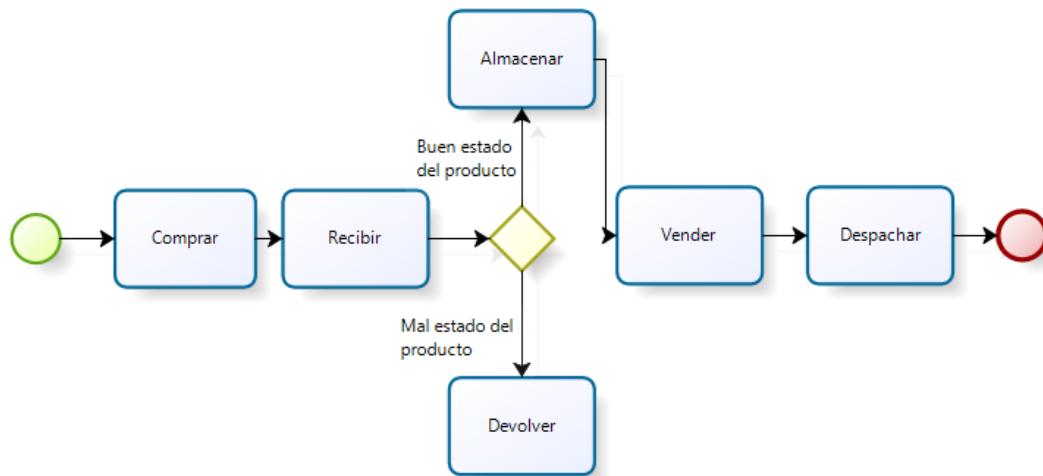 Almacenar
Buen estado
del producto
Comprar
Recibir
Vender
Despachar
Mal estado del
producto
Devolver